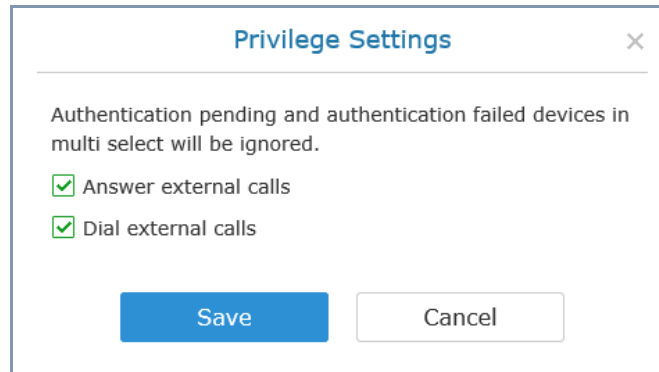 Privilege Settings
Authentication pending and authentication failed devices in
multi select will be ignored.
Answer external calls
Dial external calls
Save
Cancel